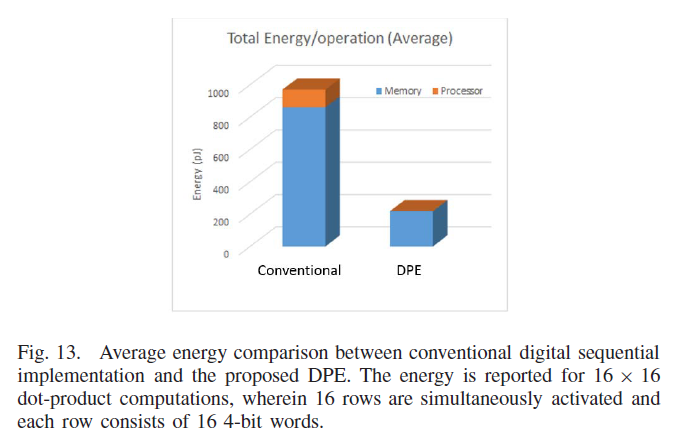 Total Energy/operation (Average)
Memory Processor
1000
800
600
400
200
0
Energy (pJ)
Conventional DPE
Fig. 13. Average energy comparison between conventional digital sequential
implementation and the proposed DPE. The energy is reported for 16 × 16
dot-product computations, wherein 16 rows are simultaneously activated and
each row consists of 16 4-bit words.